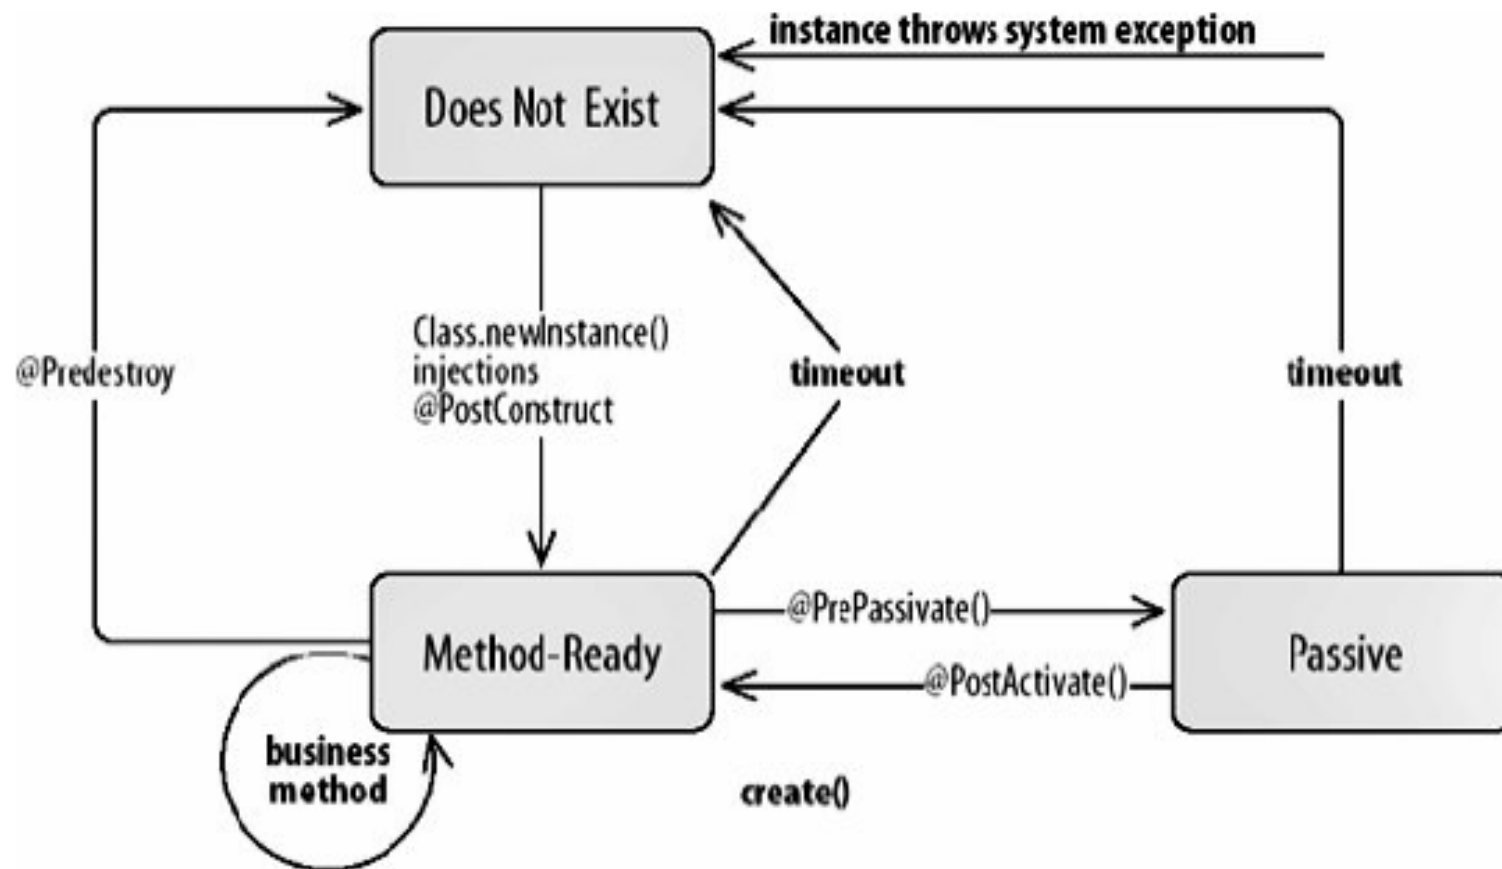 instance throws system exception
Does Not Exist
Class.newInstance()
injections
@PostConstruct
@Predestroy
timeout
timeout
@PrePassivate()
Method-Ready
Passive
@PostActivate()
business
method
create()